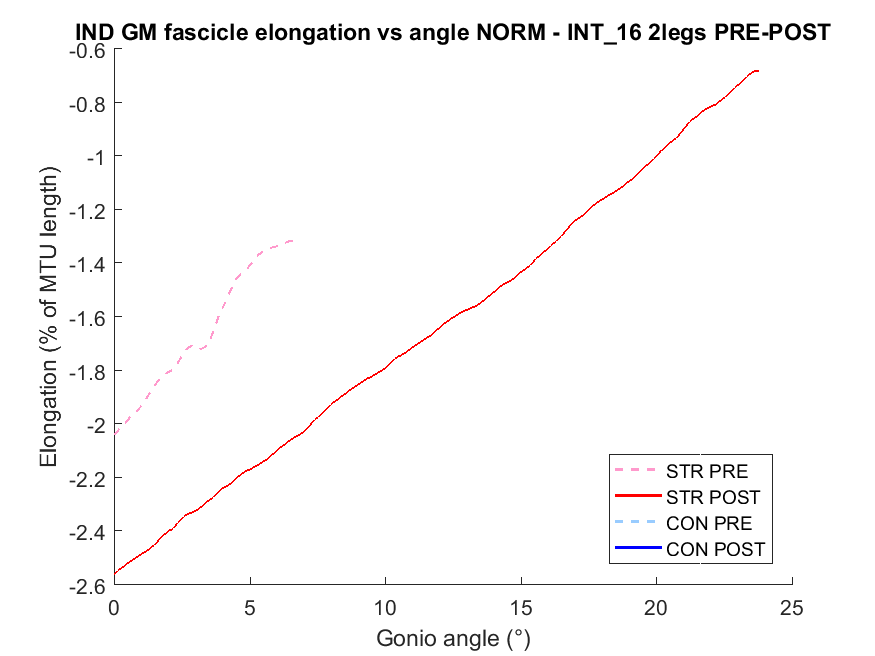 IND GM fascicle elongation vs angle NORM - INT_16 2legs PRE-POST
Elongation (% of MTU length)
-0.6
-0.8
-1
-1.2
-1.4
-1.6
-1.8
-2
-2.2
-2.4
-2.6
0 5 10 15 20 25
Gonio angle (°)
STR PRE
STR POST
CON PRE
CON POST